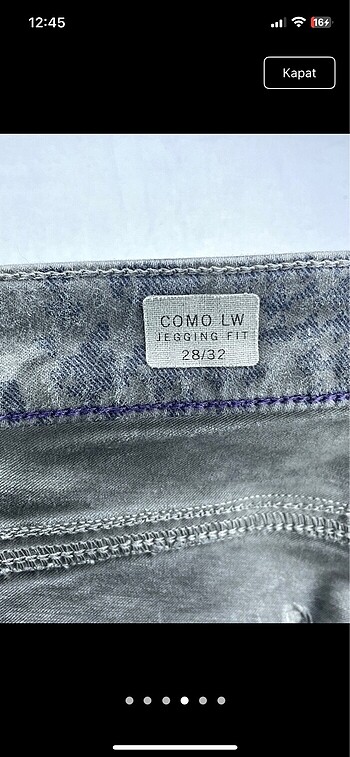 12:45
16
Kapat
COMO LW
JEGGING FIT
28/32